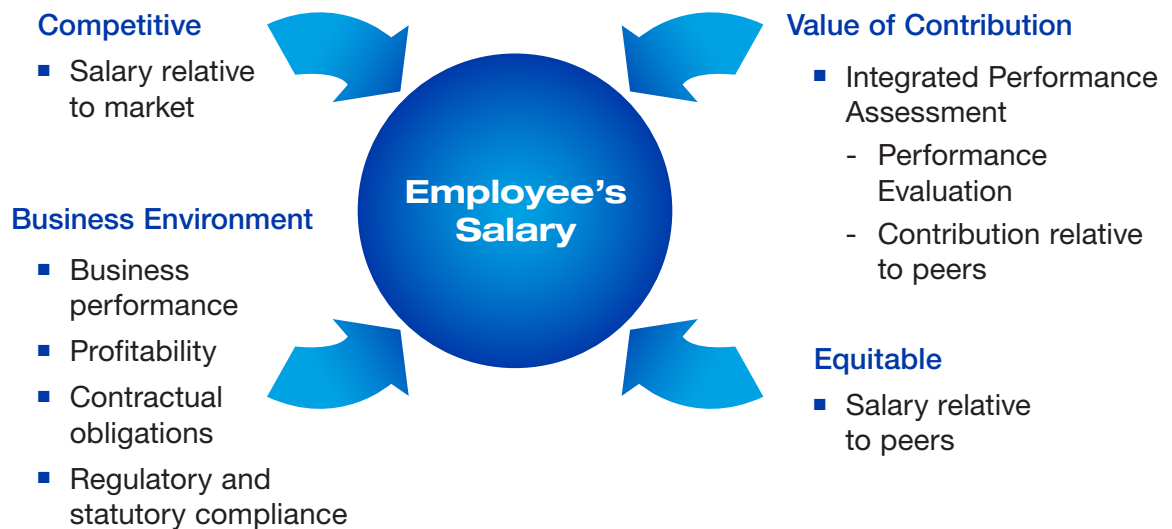 Competitive
■ Salary relative
to market
Business Environment
■ Business
performance
■ Profitability
■ Contractual
obligations
■ Regulatory and
statutory compliance
Employee’s
Salary
Value of Contribution
■ Integrated Performance
Assessment
- Performance
Evaluation
- Contribution relative
to peers
Equitable
■ Salary relative
to peers